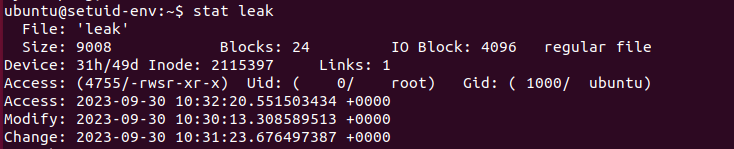 ubuntu@setuid-env:~$ stat leak
  File: 'leak'
  Size: 9008            Blocks: 24         IO Block: 4096   regular file
Device: 31h/49d Inode: 2115397     Links: 1
Access: (4755/-rwsr-xr-x)  Uid: (    0/    root)   Gid: ( 1000/  ubuntu)
Access: 2023-09-30 10:32:20.551503434 +0000
Modify: 2023-09-30 10:30:13.308589513 +0000
Change: 2023-09-30 10:31:23.676497387 +0000